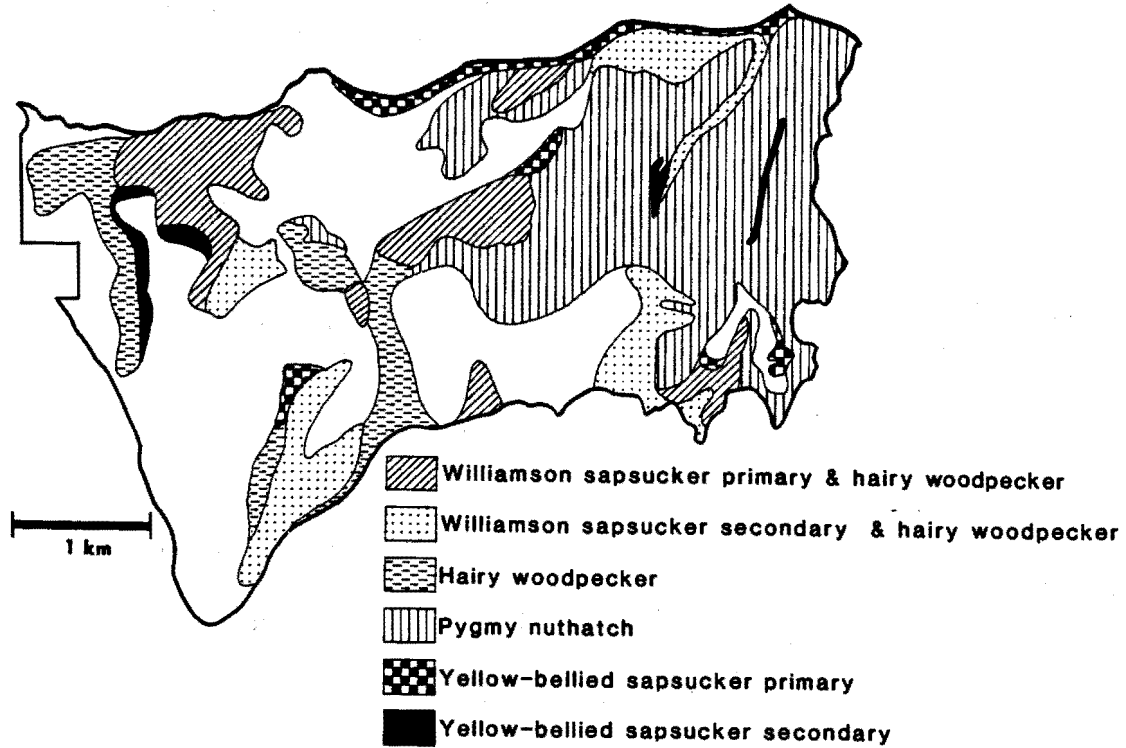 Williamson sapsucker primary & hairy woodpecker
Williamson sapsucker secondary & hairy woodpecker
1 km
Hairy woodpecker
Pygmy nuthatch
Yellow-bellied sapsucker primary
Yellow-bellied sapsucker secondary